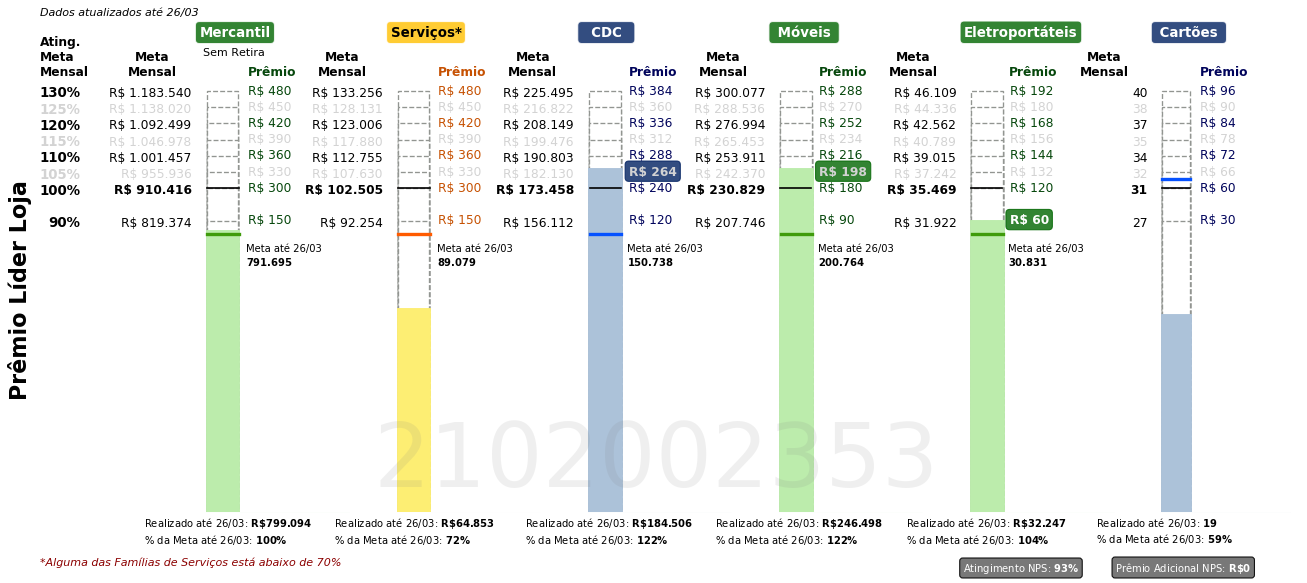 Dados atualizados até 26/03
Mercantil Serviços* CDC Móveis Eletroportáteis Cartões
Sem Retira
Ating. Meta Mensal
Meta Mensal Prêmio Meta Mensal Prêmio Meta Mensal Prêmio Meta Mensal Prêmio Meta Mensal Prêmio Meta Mensal Prêmio
130% R$ 1.183.540 R$ 480 R$ 133.256 R$ 480 R$ 225.495 R$ 384 R$ 300.077 R$ 288 R$ 46.109 R$ 192 40 R$ 96
125% R$ 1.138.020 R$ 450 R$ 128.131 R$ 450 R$ 216.822 R$ 360 R$ 288.536 R$ 270 R$ 44.336 R$ 180 38 R$ 90
120% R$ 1.092.499 R$ 420 R$ 123.006 R$ 420 R$ 208.149 R$ 336 R$ 276.994 R$ 252 R$ 42.562 R$ 168 37 R$ 84
115% R$ 1.046.978 R$ 390 R$ 117.880 R$ 390 R$ 199.476 R$ 312 R$ 265.453 R$ 234 R$ 40.789 R$ 156 35 R$ 78
110% R$ 1.001.457 R$ 360 R$ 112.755 R$ 360 R$ 190.803 R$ 288 R$ 253.911 R$ 216 R$ 39.015 R$ 144 34 R$ 72
105% R$ 955.936 R$ 330 R$ 107.630 R$ 330 R$ 182.130 R$ 264 R$ 242.370 R$ 198 R$ 37.242 R$ 132 32 R$ 66
100% R$ 910.416 R$ 300 R$ 102.505 R$ 300 R$ 173.458 R$ 240 R$ 230.829 R$ 180 R$ 35.469 R$ 120 31 R$ 60
90% R$ 819.374 R$ 150 R$ 92.254 R$ 150 R$ 156.112 R$ 120 R$ 207.746 R$ 90 R$ 31.922 R$ 60 27 R$ 30
Meta até 26/03 Meta até 26/03 Meta até 26/03 Meta até 26/03 Meta até 26/03
791.695 89.079 150.738 200.764 30.831
Prêmio Líder Loja
2102002353
Realizado até 26/03: R$799.094 Realizado até 26/03: R$64.853 Realizado até 26/03: R$184.506 Realizado até 26/03: R$246.498 Realizado até 26/03: R$32.247 Realizado até 26/03: 19
% da Meta até 26/03: 100% % da Meta até 26/03: 72% % da Meta até 26/03: 122% % da Meta até 26/03: 122% % da Meta até 26/03: 104% % da Meta até 26/03: 59%
*Alguma das Famílias de Serviços está abaixo de 70%
Atingimento NPS: 93% Prêmio Adicional NPS: R$0